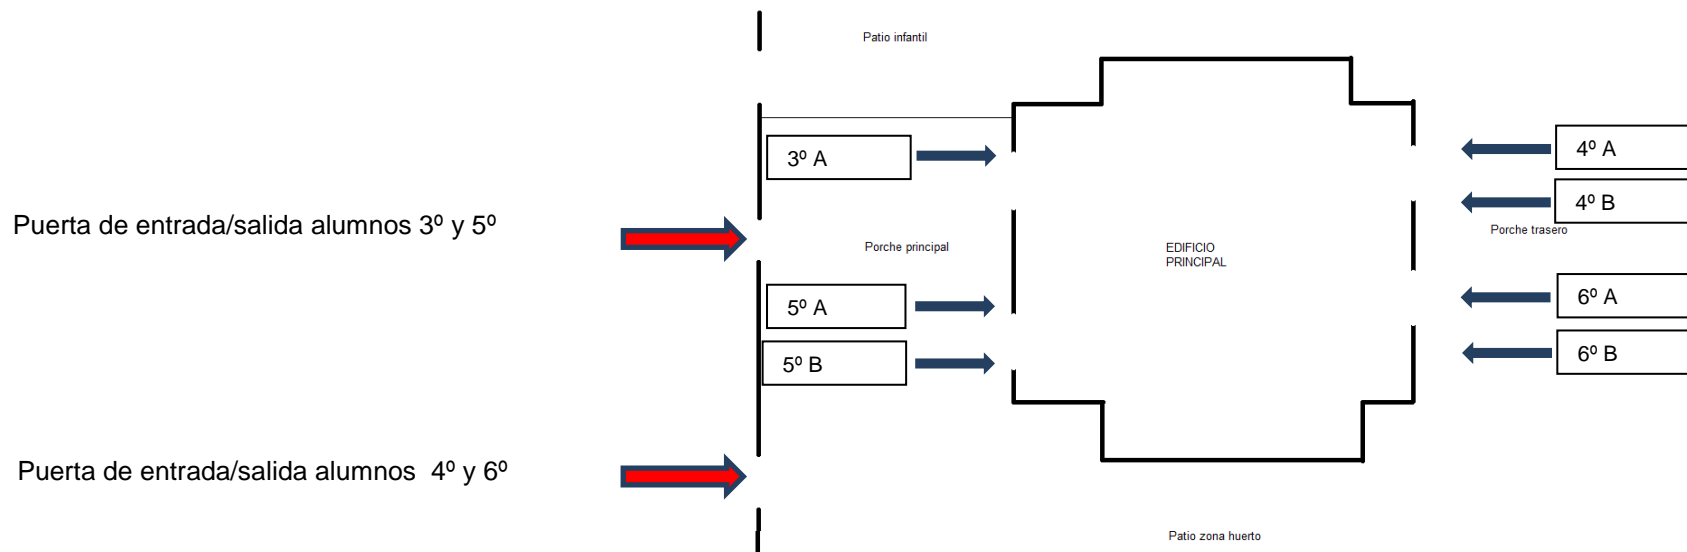 Patio infantil
3º A
4º A
4º B
Puerta de entrada/salida alumnos 3º y 5º
Porche principal
EDIFICIO
PRINCIPAL
Porche trasero
5º A
6º A
5º B
6º B
Puerta de entrada/salida alumnos  4º y 6º
Patio zona huerto